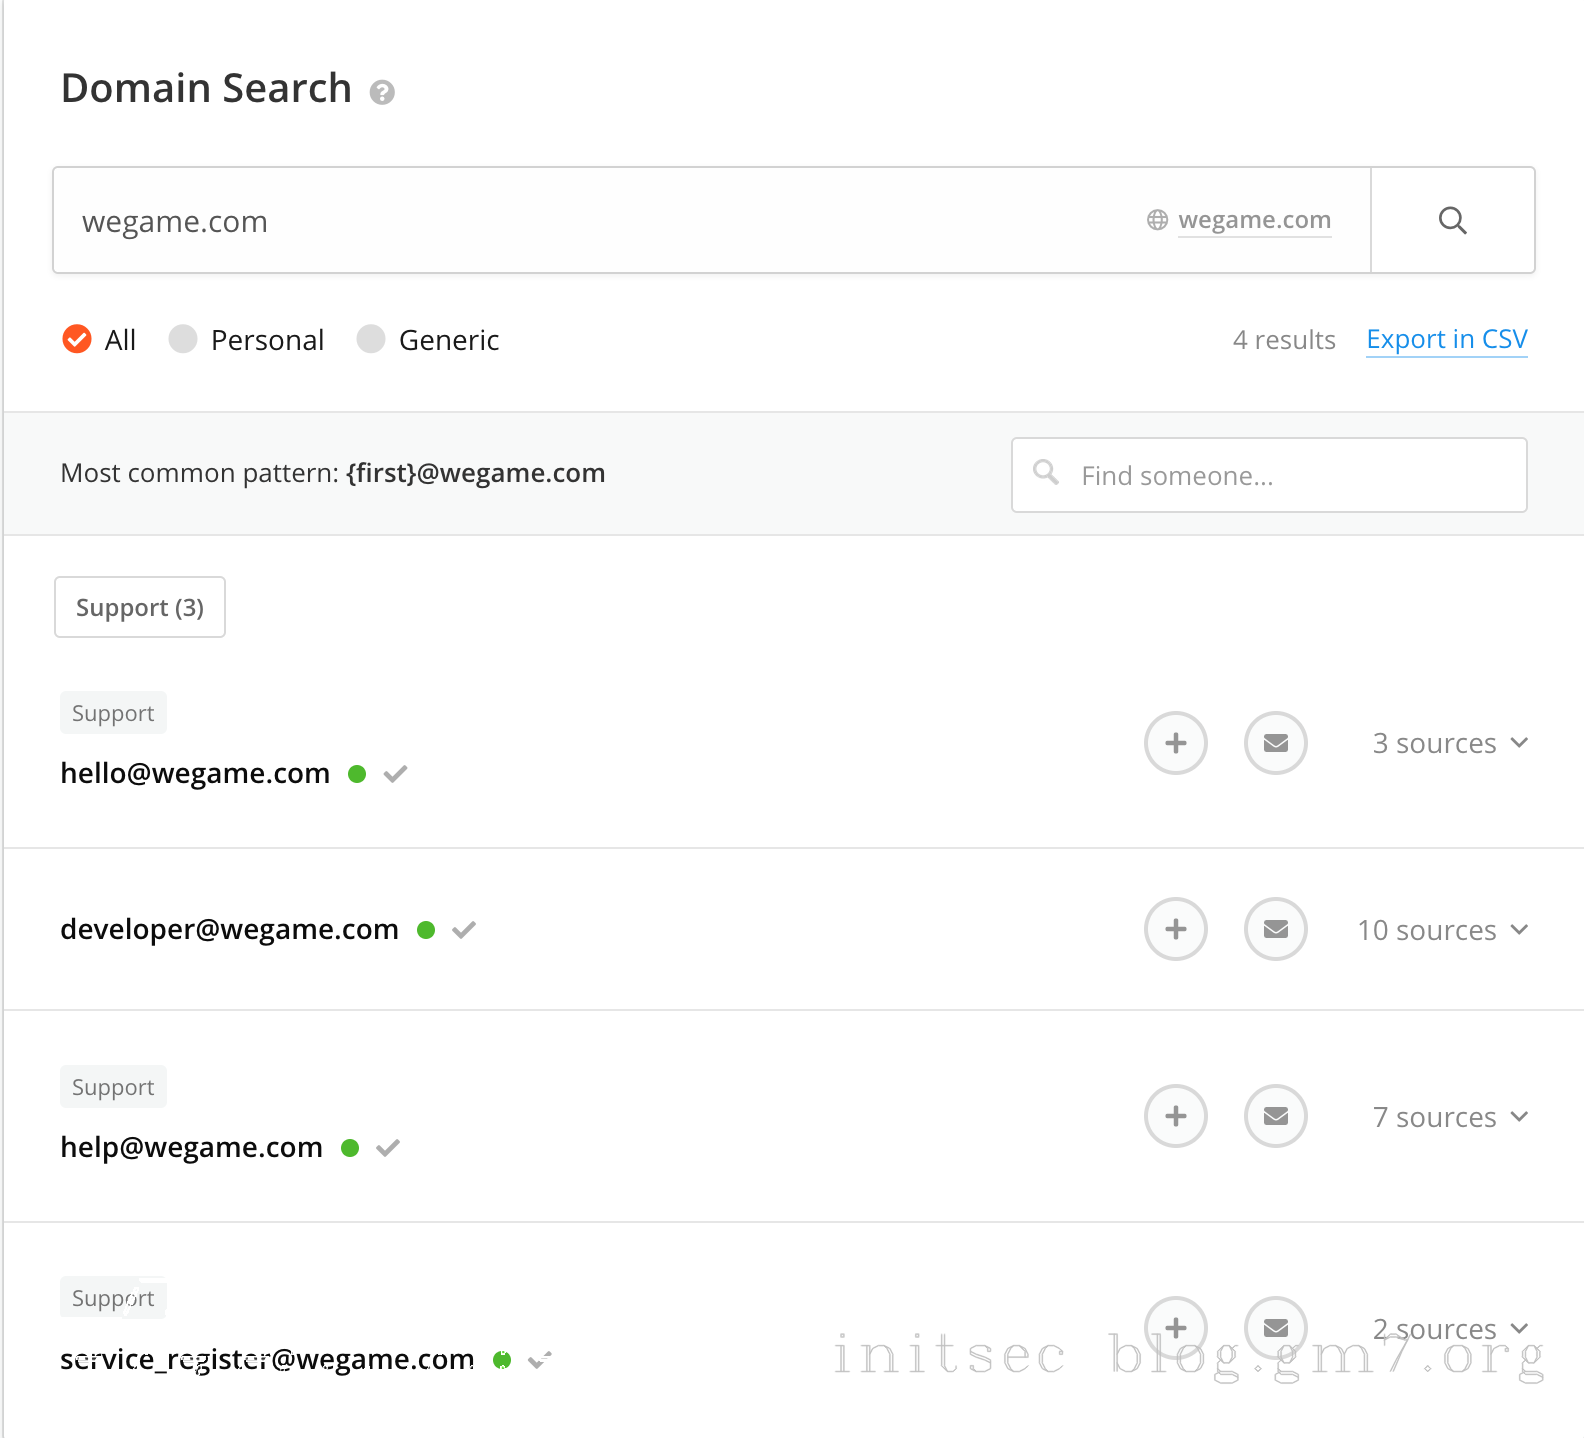 Domain Search ?
wegame.com
wegame.com
All Personal Generic
4 results Export in CSV
Most common pattern: {first}@wegame.com
Find someone...
Support (3)
Support
hello@wegame.com
3 sources
developer@wegame.com
10 sources
Support
help@wegame.com
7 sources
Support
service_register@wegame.com
2 sources
initsec blog.gm7.org